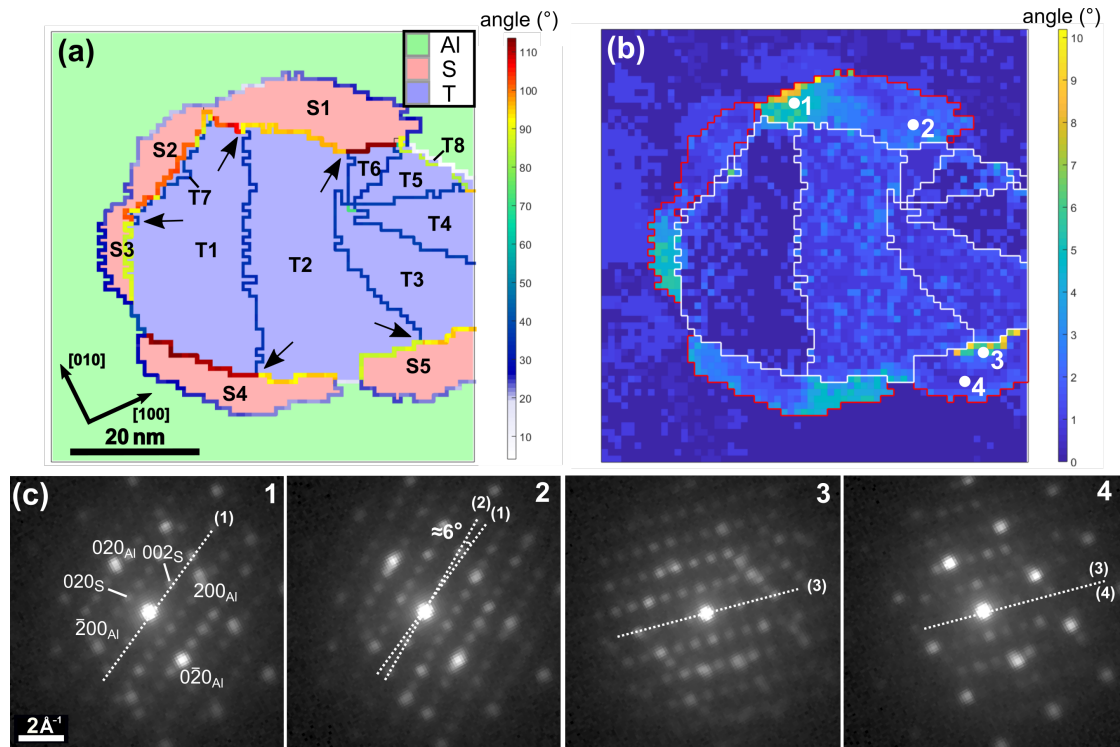 (a)
angle (°)
Al
S
T
110
100
90
80
70
60
50
40
30
20
10
S1
S2
S3
S4
S5
T1
T2
T3
T4
T5
T6
T7
T8
[010]
[100]
20 nm
(b)
angle (°)
10
9
8
7
6
5
4
3
2
1
0
1
2
3
4
(c)
1
(1)
020Al
002S
020S
200Al
2̅00Al
02̅0Al
2Å⁻¹
2
(2)
(1)
≈6°
3
(3)
4
(3)
(4)